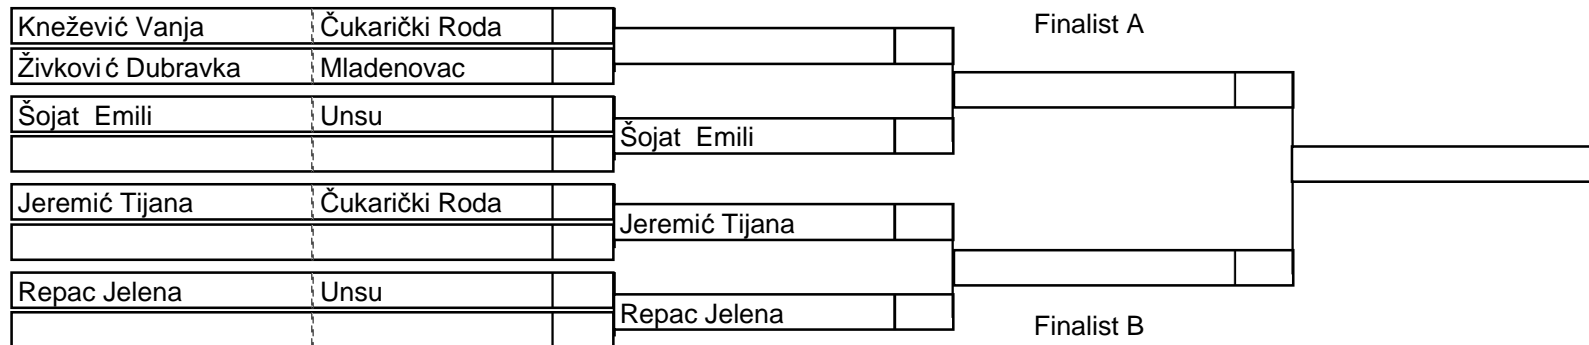 Knežević Vanja Čukarički Roda
Živković Dubravka Mladenovac
Šojat Emili Unsu
Jeremić Tijana Čukarički Roda
Repac Jelena Unsu
Šojat Emili
Jeremić Tijana
Repac Jelena
Finalist A
Finalist B